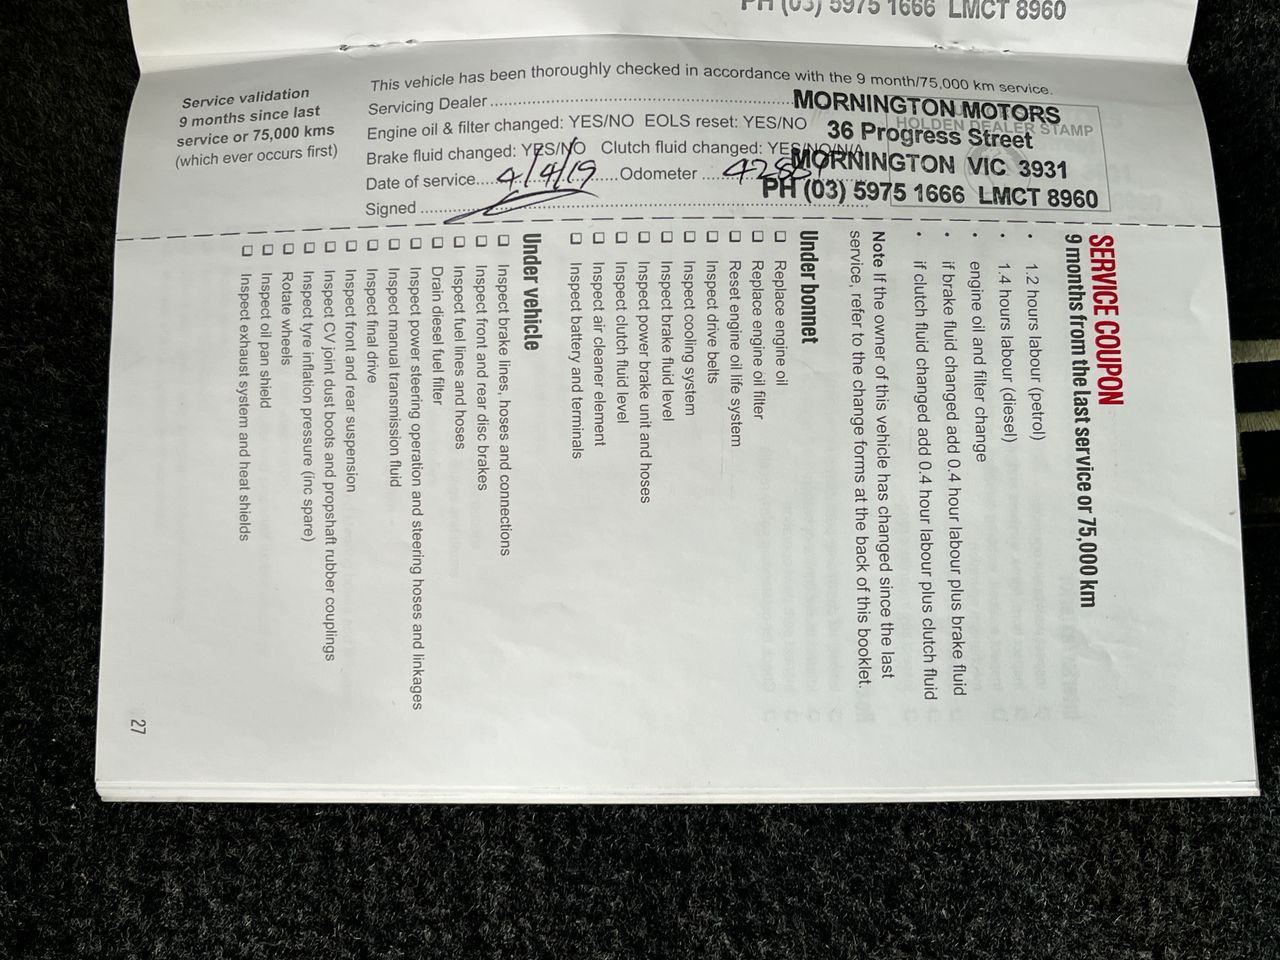 PH (03) 5975 1666 LMCT 8960
Service validation
9 months since last
service or 75,000 kms
(which ever occurs first)
This vehicle has been thoroughly checked in accordance with the 9 month/75,000 km service.
Servicing Dealer
Engine oil & filter changed: YES/NO EOLS reset: YES/NO
Brake fluid changed: YES/NO Clutch fluid changed: YES/NO/N/A
Date of service 4/4/19 Odometer
Signed
HOLDEN DEALER STAMP
MORNINGTON MOTORS
36 Progress Street
MORNINGTON VIC 3931
PH (03) 5975 1666 LMCT 8960
SERVICE COUPON
9 months from the last service or 75,000 km
• 1.2 hours labour (petrol)
• 1.4 hours labour (diesel)
• engine oil and filter change
• if brake fluid changed add 0.4 hour labour plus brake fluid
• if clutch fluid changed add 0.4 hour labour plus clutch fluid
Note If the owner of this vehicle has changed since the last
service, refer to the change forms at the back of this booklet.
Under bonnet
Replace engine oil
Replace engine oil filter
Reset engine oil life system
Inspect drive belts
Inspect cooling system
Inspect brake fluid level
Inspect power brake unit and hoses
Inspect clutch fluid level
Inspect air cleaner element
Inspect battery and terminals
Under vehicle
Inspect brake lines, hoses and connections
Inspect front and rear disc brakes
Inspect fuel lines and hoses
Drain diesel fuel filter
Inspect power steering operation and steering hoses and linkages
Inspect manual transmission fluid
Inspect final drive
Inspect front and rear suspension
Inspect CV joint dust boots and propshaft rubber couplings
Inspect tyre inflation pressure (inc spare)
Rotate wheels
Inspect oil pan shield
Inspect exhaust system and heat shields
27